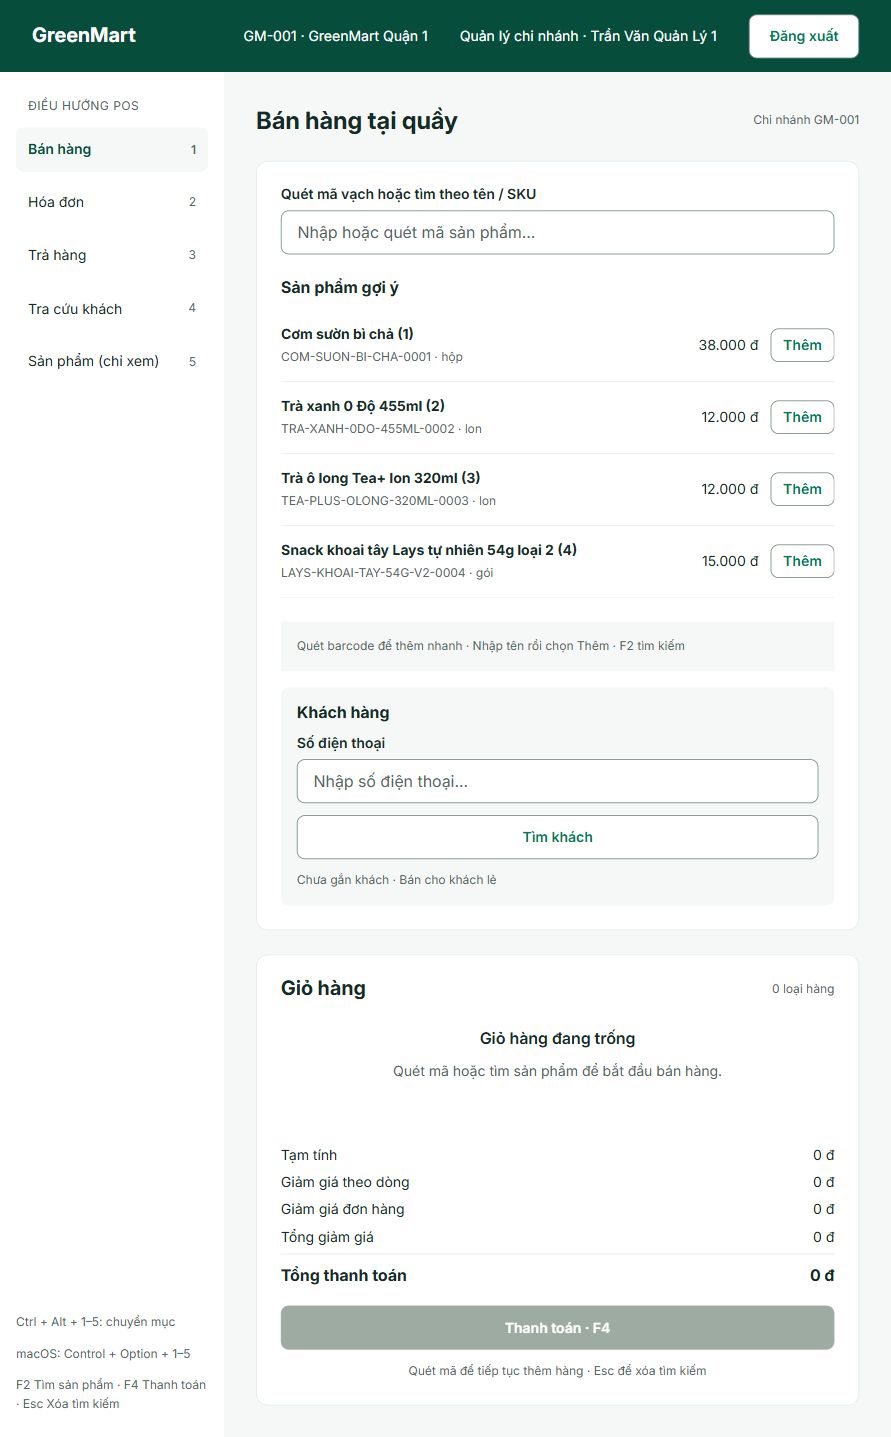 GreenMart
GM-001 · GreenMart Quận 1
Quản lý chi nhánh · Trần Văn Quản Lý 1
Đăng xuất
ĐIỀU HƯỚNG POS
Bán hàng 1
Hóa đơn 2
Trả hàng 3
Tra cứu khách 4
Sản phẩm (chỉ xem) 5
Ctrl + Alt + 1–5: chuyển mục
macOS: Control + Option + 1–5
F2 Tìm sản phẩm · F4 Thanh toán
· Esc Xóa tìm kiếm
Bán hàng tại quầy
Chi nhánh GM-001
Quét mã vạch hoặc tìm theo tên / SKU
Nhập hoặc quét mã sản phẩm...
Sản phẩm gợi ý
Cơm sườn bì chả (1)
COM-SUON-BI-CHA-0001 · hộp
38.000 đ
Thêm
Trà xanh 0 Độ 455ml (2)
TRA-XANH-0DO-455ML-0002 · lon
12.000 đ
Thêm
Trà ô long Tea+ lon 320ml (3)
TEA-PLUS-OLONG-320ML-0003 · lon
12.000 đ
Thêm
Snack khoai tây Lays tự nhiên 54g loại 2 (4)
LAYS-KHOAI-TAY-54G-V2-0004 · gói
15.000 đ
Thêm
Quét barcode để thêm nhanh · Nhập tên rồi chọn Thêm · F2 tìm kiếm
Khách hàng
Số điện thoại
Nhập số điện thoại...
Tìm khách
Chưa gắn khách · Bán cho khách lẻ
Giỏ hàng
0 loại hàng
Giỏ hàng đang trống
Quét mã hoặc tìm sản phẩm để bắt đầu bán hàng.
Tạm tính 0 đ
Giảm giá theo dòng 0 đ
Giảm giá đơn hàng 0 đ
Tổng giảm giá 0 đ
Tổng thanh toán 0 đ
Thanh toán · F4
Quét mã để tiếp tục thêm hàng · Esc để xóa tìm kiếm